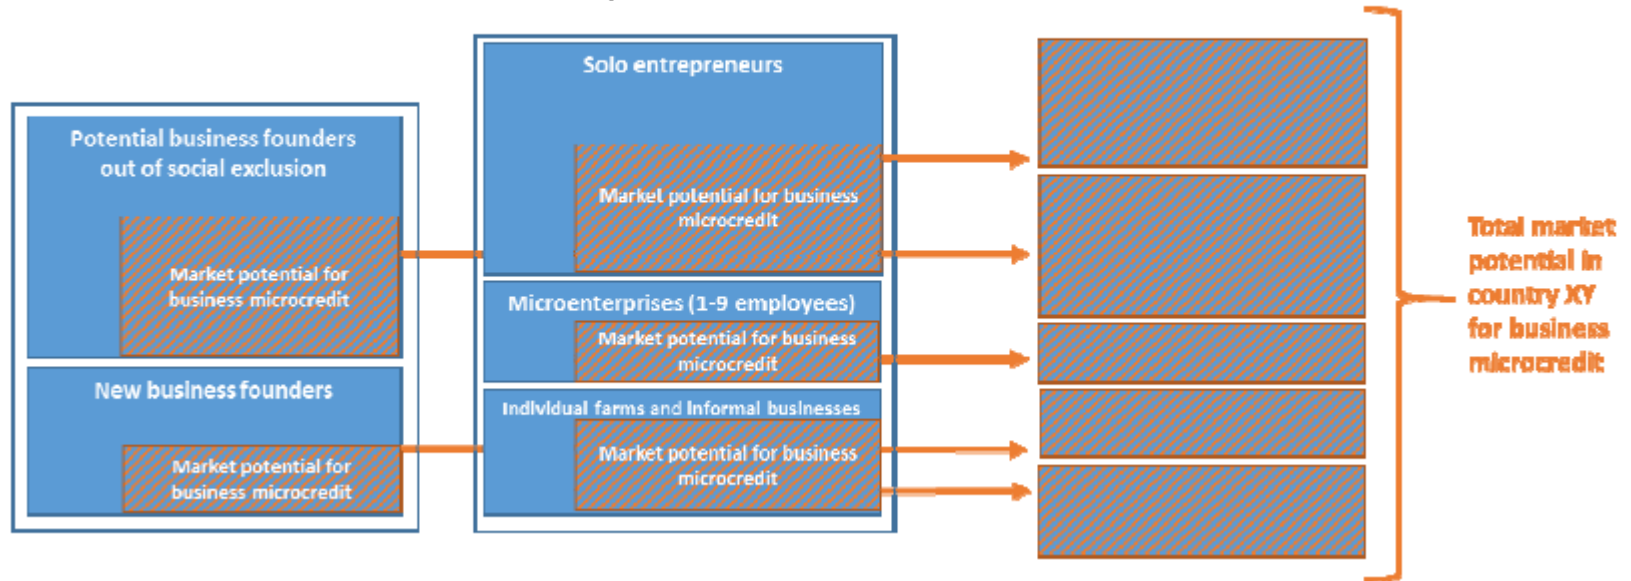 Potential business founders
out of social exclusion
Market potential for
business microcredit
New business founders
Market potential for
business microcredit
Solo entrepreneurs
Market potential for business
microcredit
Microenterprises (1-9 employees)
Market potential for business
microcredit
Individual farms and informal businesses
Market potential for business
microcredit
Total market
potential in
country XY
for business
microcredit